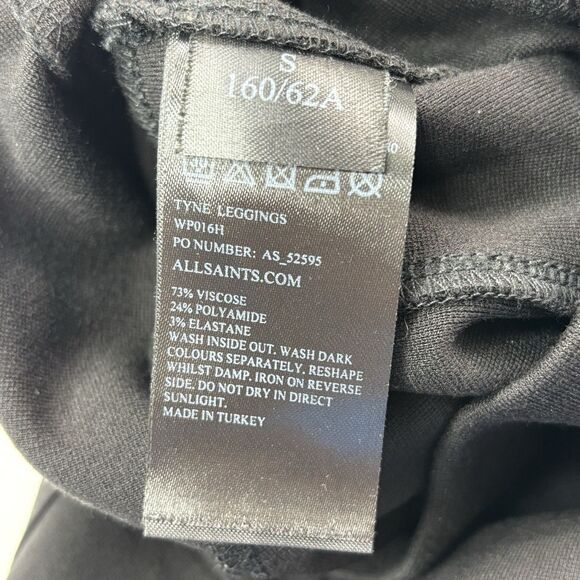 S
160/62A
TYNE LEGGINGS
WP016H
PO NUMBER: AS_52595
ALLSAINTS.COM
73% VISCOSE
24% POLYAMIDE
3% ELASTANE
WASH INSIDE OUT. WASH DARK
COLOURS SEPARATELY. RESHAPE
WHILST DAMP. IRON ON REVERSE
SIDE. DO NOT DRY IN DIRECT
SUNLIGHT.
MADE IN TURKEY